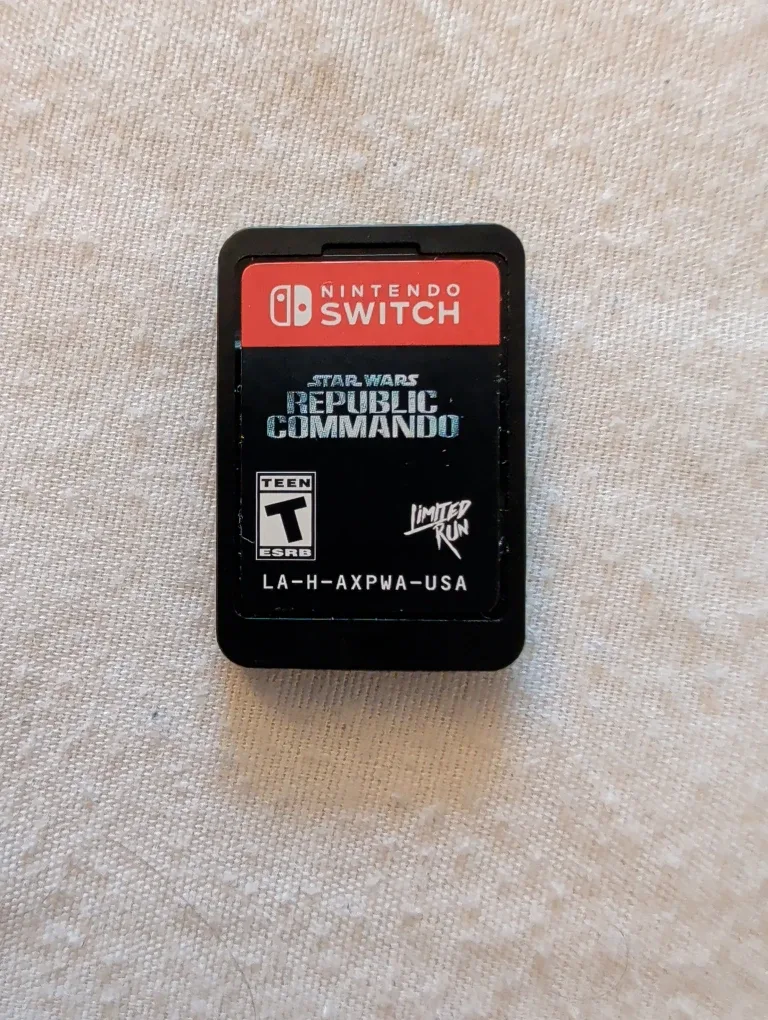 NINTENDO
SWITCH
STAR WARS
REPUBLIC
COMMANDO
TEEN
T
ESRB
LIMITED
RUN
LA-H-AXPWA-USA